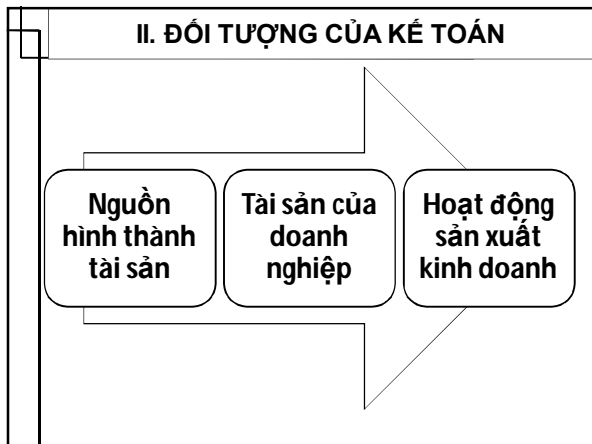 II. ĐỐI TƯỢNG CỦA KẾ TOÁN
Nguồn
hình thành
tài sản
Tài sản của
doanh
nghiệp
Hoạt động
sản xuất
kinh doanh